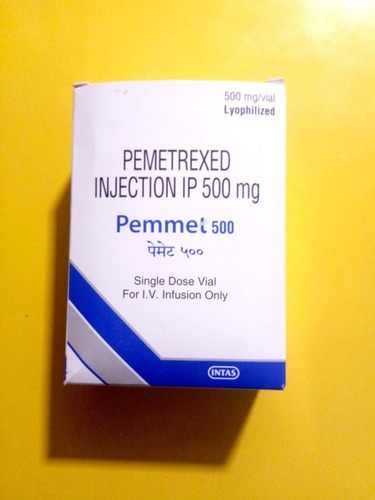 500 mg/vial
Lyophilized
PEMETREXED
INJECTION IP 500 mg
Pemmet 500
पेमेट ५००
Single Dose Vial
For I.V. Infusion Only
INTAS